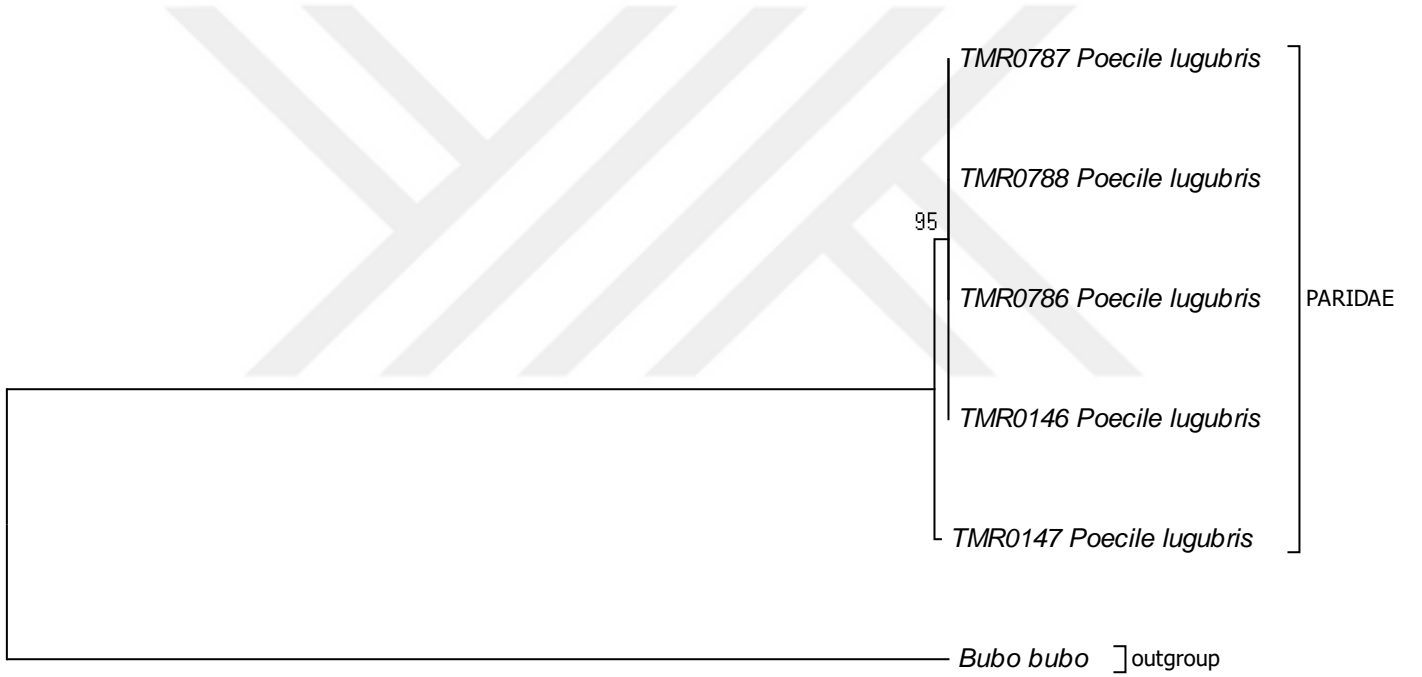 TMR0787 Poecile lugubris
TMR0788 Poecile lugubris
95
TMR0786 Poecile lugubris
PARIDAE
TMR0146 Poecile lugubris
TMR0147 Poecile lugubris
Bubo bubo
outgroup